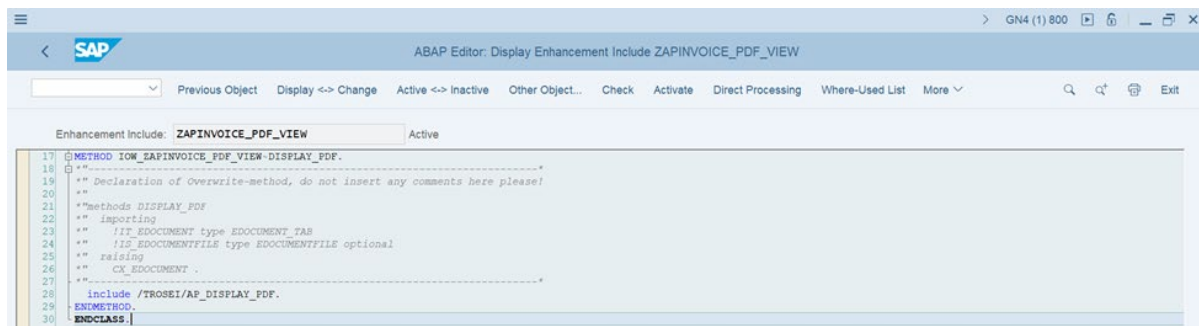 GN4 (1) 800
SAP
ABAP Editor: Display Enhancement Include ZAPINVOICE_PDF_VIEW
Previous Object Display <-> Change Active <-> Inactive Other Object... Check Activate Direct Processing Where-Used List More Exit
Enhancement Include: ZAPINVOICE_PDF_VIEW Active
17 METHOD IOW_ZAPINVOICE_PDF_VIEW~DISPLAY_PDF.
18 *"------------------------------------------------------------------------*
19 *" Declaration of Overwrite-method, do not insert any comments here please!
20 *"
21 *"methods DISPLAY_PDF
22 *" importing
23 *" !IT_EDOCUMENT type EDOCUMENT_TAB
24 *" !IS_EDOCUMENTFILE type EDOCUMENTFILE optional
25 *" raising
26 *" CX_EDOCUMENT .
27 *"------------------------------------------------------------------------*
28 include /TROSEI/AP_DISPLAY_PDF.
29 ENDMETHOD.
30 ENDCLASS.